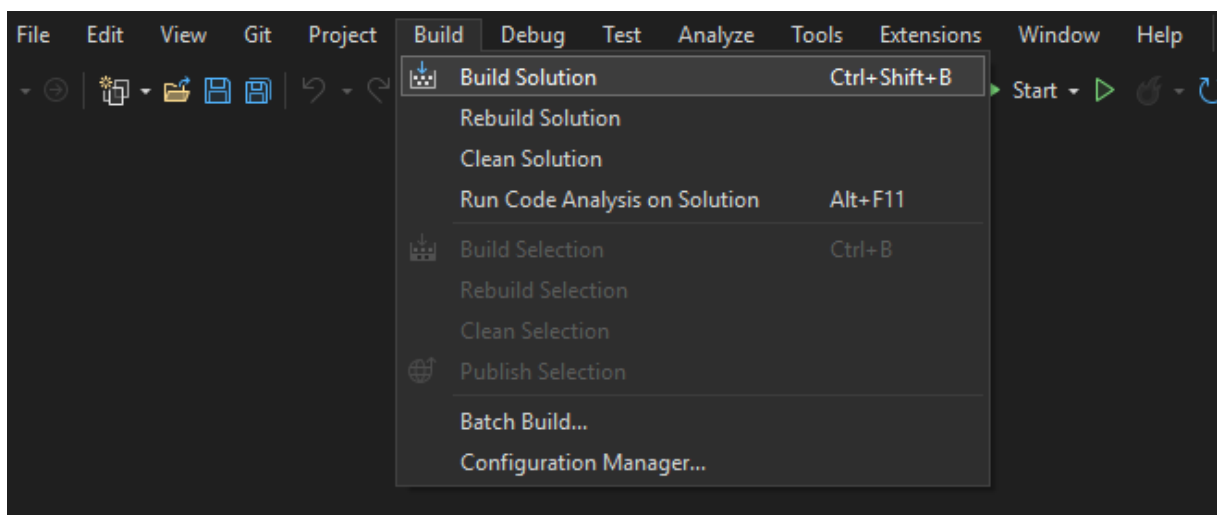 File Edit View Git Project Build Debug Test Analyze Tools Extensions Window Help
Start
Build Solution Ctrl+Shift+B
Rebuild Solution
Clean Solution
Run Code Analysis on Solution Alt+F11
Build Selection Ctrl+B
Rebuild Selection
Clean Selection
Publish Selection
Batch Build...
Configuration Manager...